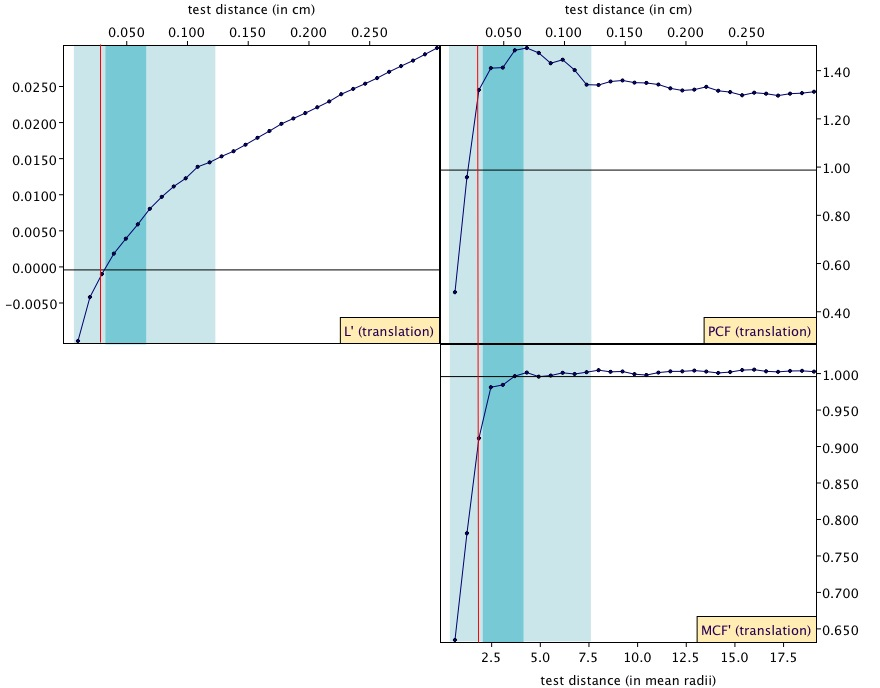 test distance (in cm)
test distance (in cm)
0.050 0.100 0.150 0.200 0.250
0.050 0.100 0.150 0.200 0.250
0.0250
0.0200
0.0150
0.0100
0.0050
0.0000
−0.0050
L' (translation)
1.40
1.20
1.00
0.80
0.60
0.40
PCF (translation)
1.000
0.950
0.900
0.850
0.800
0.750
0.700
0.650
MCF' (translation)
2.5 5.0 7.5 10.0 12.5 15.0 17.5
test distance (in mean radii)